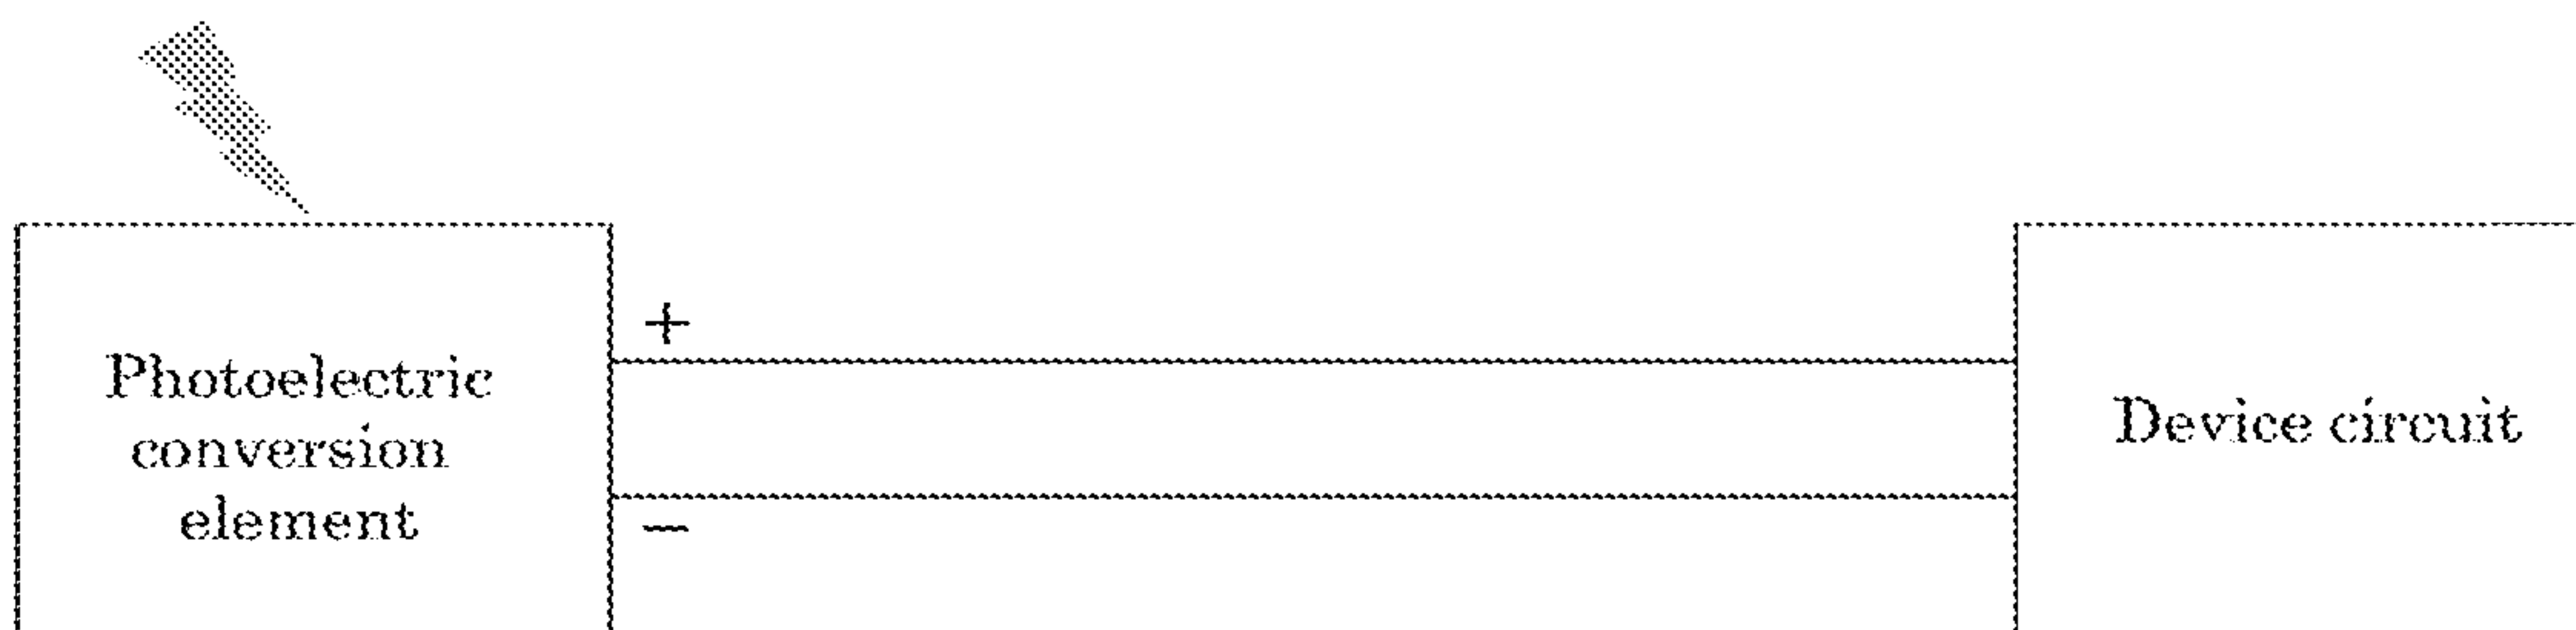 +
Photoelectric
conversion
element
Device circuit
−